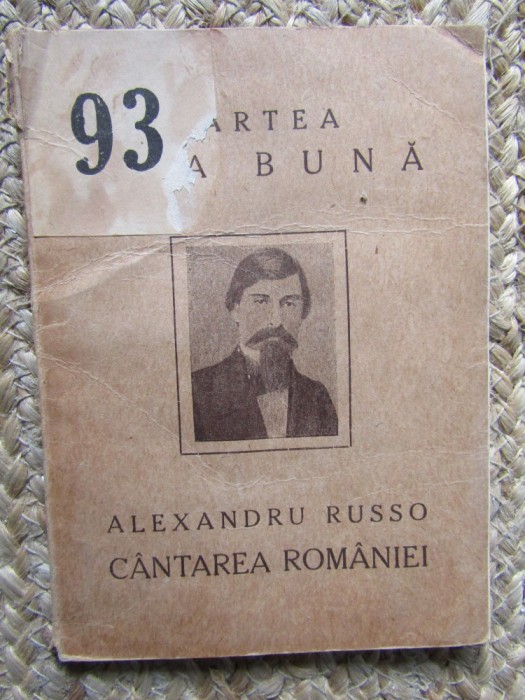 93
ARTEA
A BUNĂ
ALEXANDRU RUSSO
CÂNTAREA ROMÂNIEI